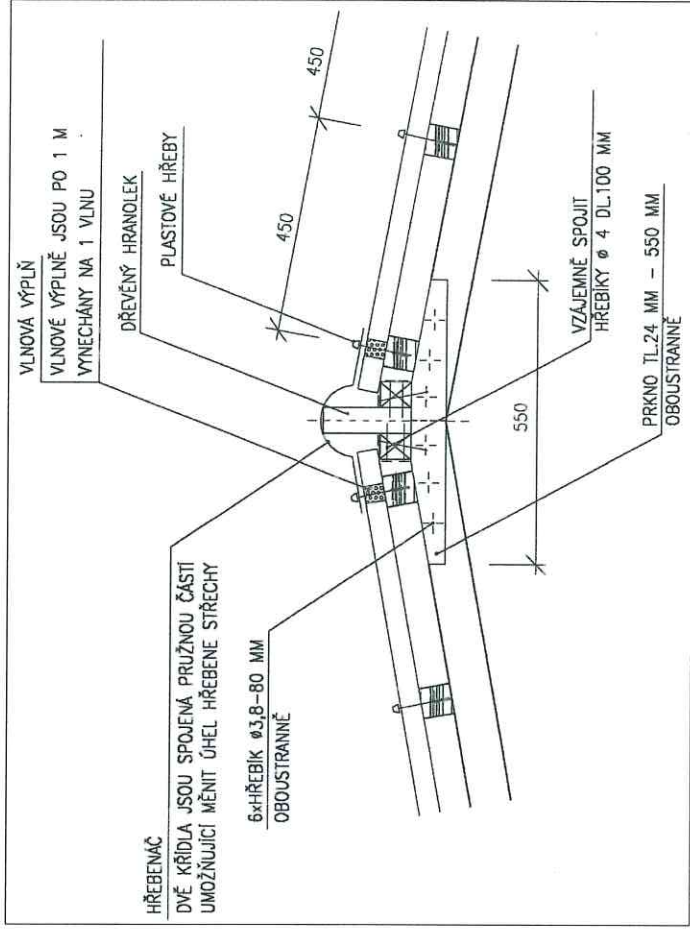 HŘEBENÁČ
DVĚ KŘÍDLA JSOU SPOJENÁ PRUŽNOU ČÁSTÍ
UMOŽŇUJÍCÍ MĚNIT ÚHEL HŘEBENE STŘECHY
VLNOVÁ VÝPLŇ
VLNOVÉ VÝPLNĚ JSOU PO 1 M
VYNECHÁNY NA 1 VLNU
DŘEVĚNÝ HRANOLEK
PLASTOVÉ HŘEBY
450
450
6xHŘEBÍK ø3,8-80 MM
OBOUSTRANNĚ
550
VZÁJEMNĚ SPOJIT
HŘEBÍKY ø 4 DL.100 MM
PRKNO TL.24 MM - 550 MM
OBOUSTRANNĚ